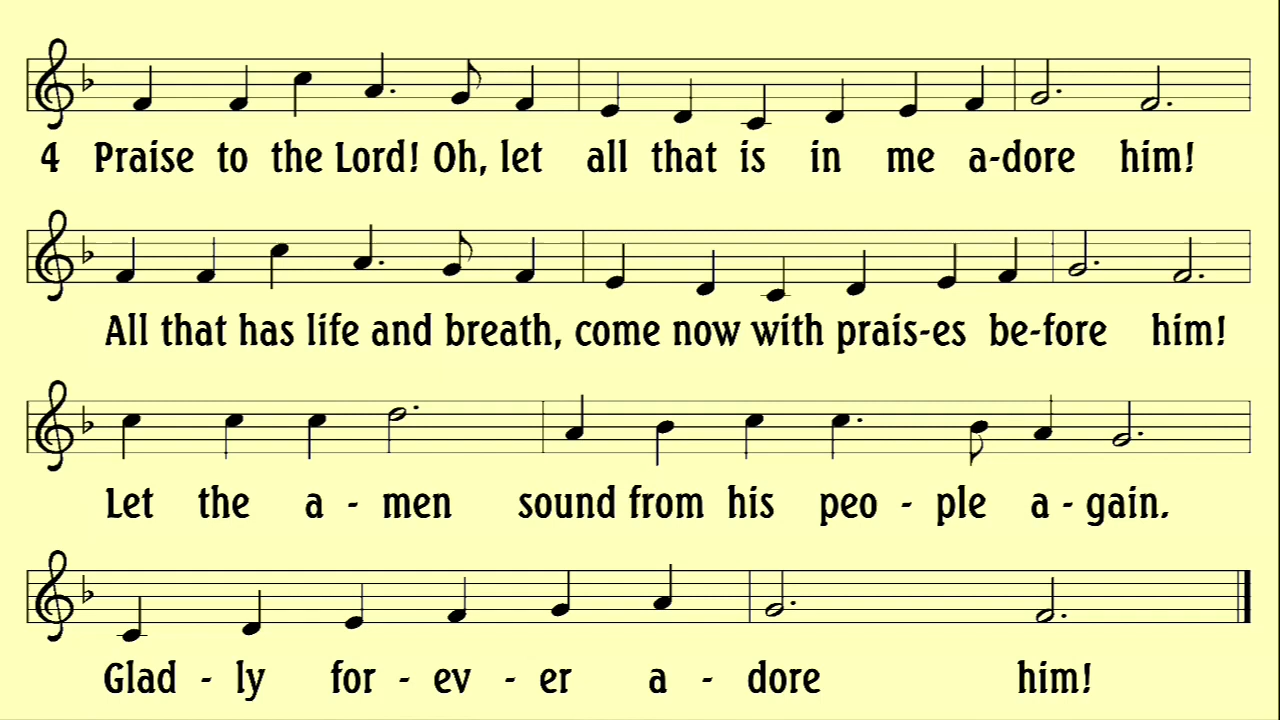 4 Praise to the Lord! Oh, let all that is in me a-dore him!
All that has life and breath, come now with prais-es be-fore him!
Let the a - men sound from his peo - ple a - gain.
Glad - ly for - ev - er a - dore him!